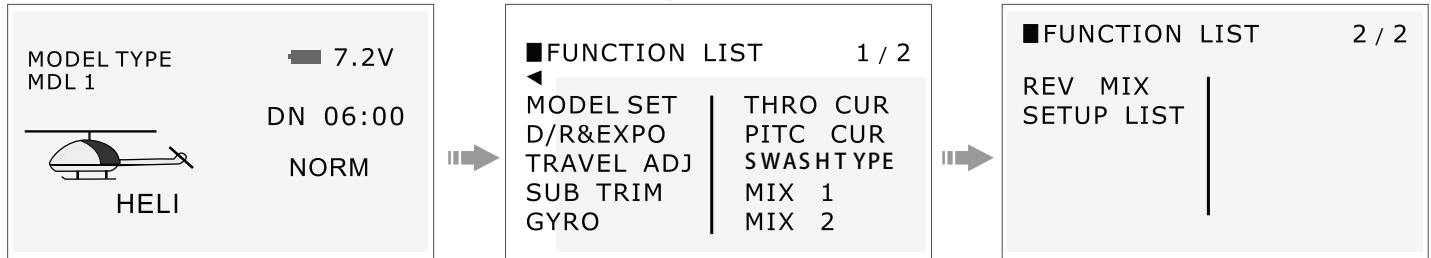 MODEL TYPE
MDL 1
7.2V
DN 06:00
NORM
HELI
■FUNCTION LIST 1 / 2
◀
MODEL SET THRO CUR
D/R&EXPO PITC CUR
TRAVEL ADJ SWASHTYPE
SUB TRIM MIX 1
GYRO MIX 2
■FUNCTION LIST 2 / 2
REV MIX
SETUP LIST